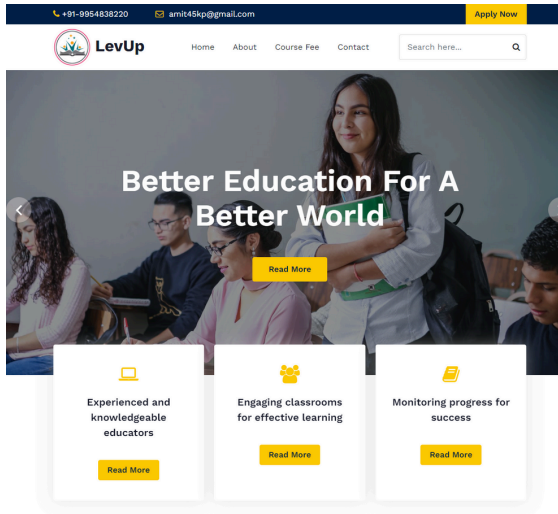 +91-9954838220 amit45kp@gmail.com Apply Now
LevUp Home About Course Fee Contact Search here...
Better Education For A
Better World
Read More
Experienced and
knowledgeable
educators
Read More
Engaging classrooms
for effective learning
Read More
Monitoring progress for
success
Read More